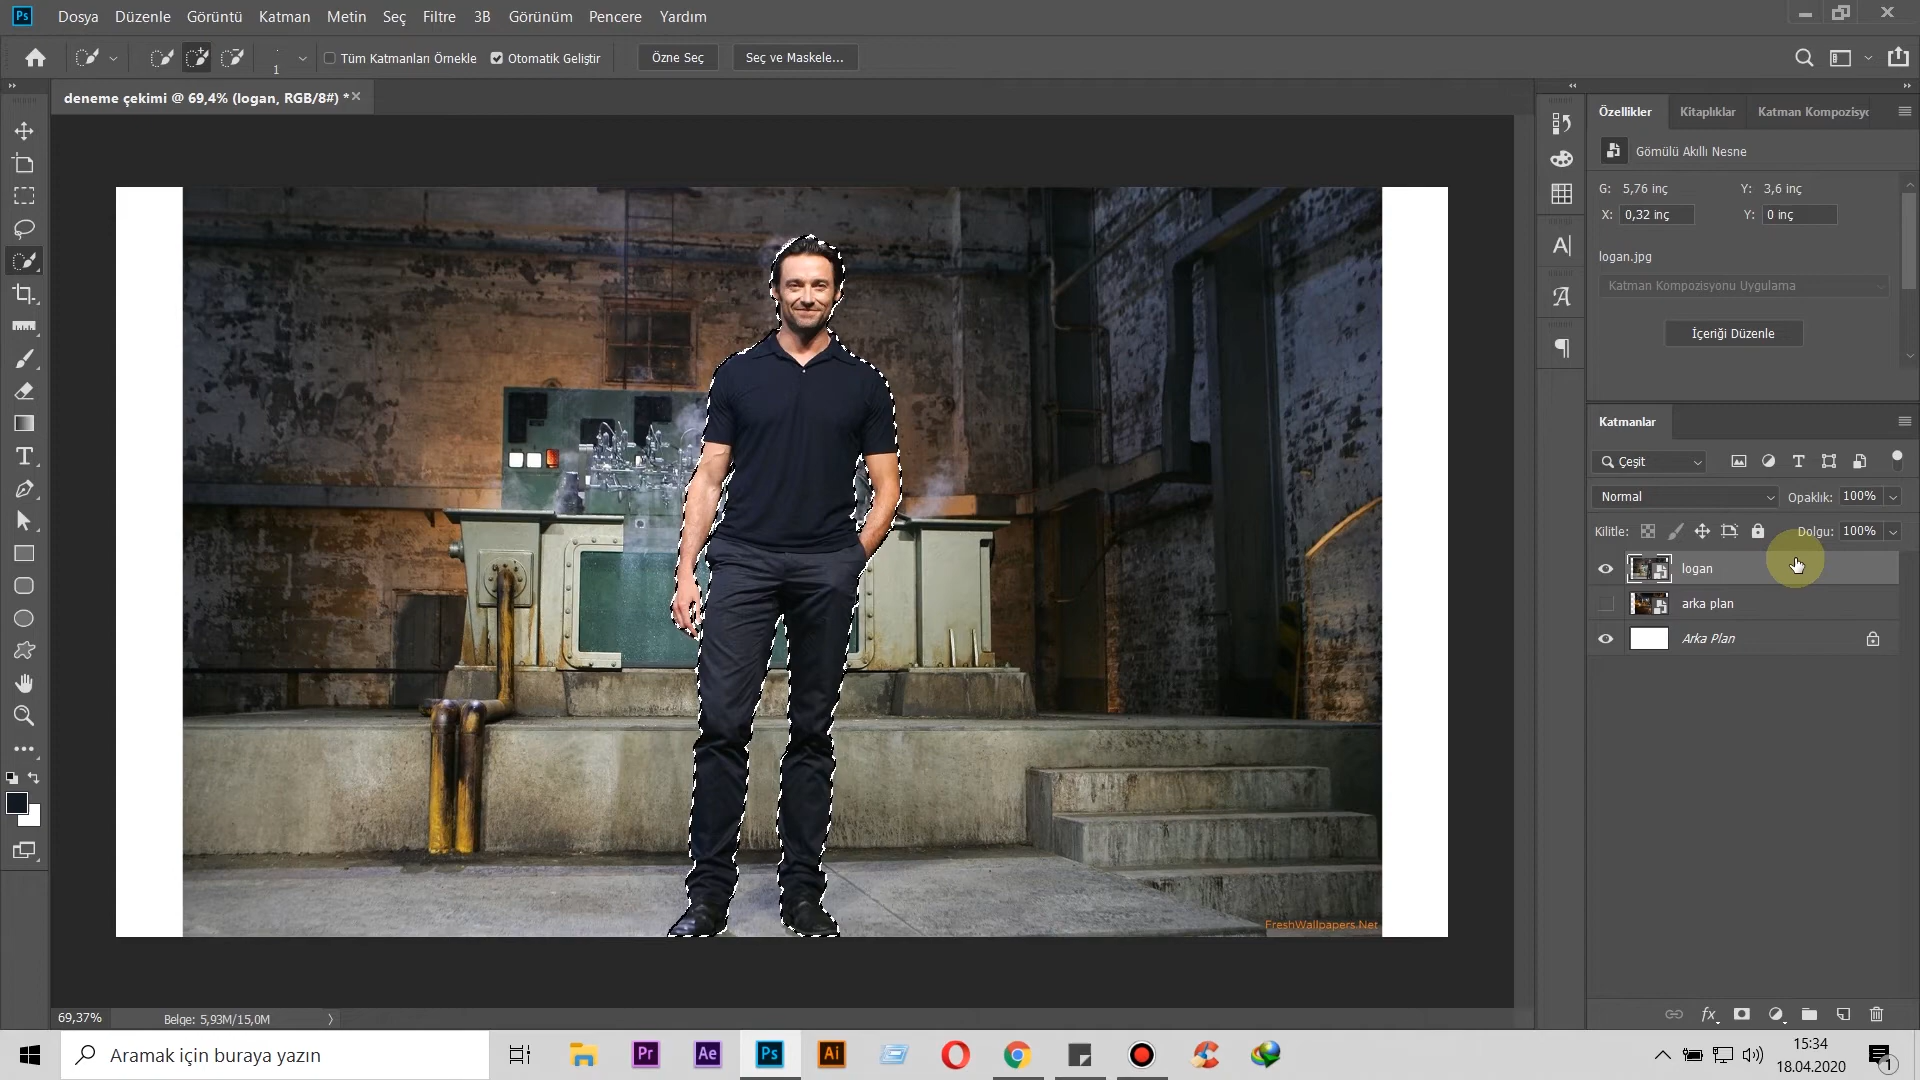 Ps
Dosya Düzenle Görüntü Katman Metin Seç Filtre 3B Görünüm Pencere Yardım
1
Tüm Katmanları Örnekle
Otomatik Geliştir
Özne Seç
Seç ve Maskele...
deneme çekimi @ 69,4% (logan, RGB/8#) *
Özellikler
Kitaplıklar
Katman Kompozisyo
Gömülü Akıllı Nesne
G: 5,76 inç
Y: 3,6 inç
X: 0,32 inç
Y: 0 inç
logan.jpg
Katman Kompozisyonu Uygulama
İçeriği Düzenle
Katmanlar
Çeşit
Normal
Opaklık: 100%
Kilitle:
Dolgu: 100%
logan
arka plan
Arka Plan
FreshWallpapers.Net
69,37%
Belge: 5,93M/15,0M
fx
Aramak için buraya yazın
Pr
Ae
Ps
Ai
15:34
18.04.2020
1